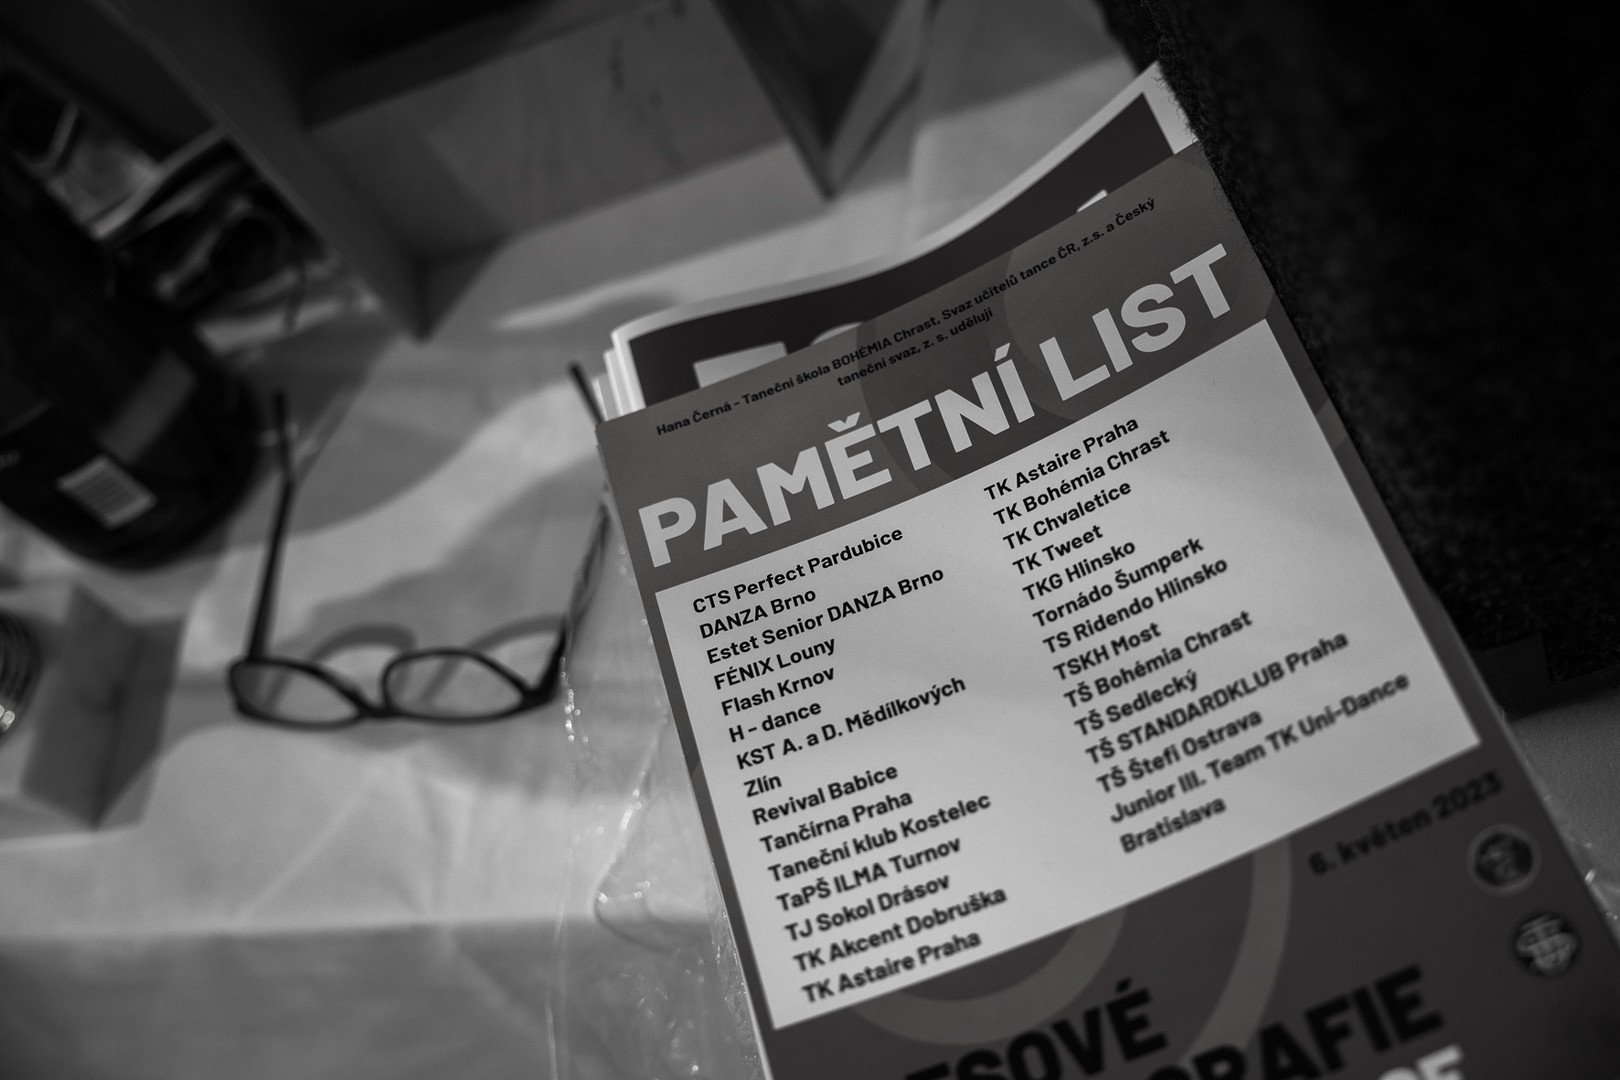 Hana Černá - Taneční škola BOHÉMIA Chrast, Svaz učitelů tance ČR, z.s. a Český
taneční svaz, z. s. udělují
PAMĚTNÍ LIST
CTS Perfect Pardubice
DANZA Brno
Estet Senior DANZA Brno
FÉNIX Louny
Flash Krnov
H - dance
KST A. a D. Mědílkových
Zlín
Revival Babice
Tančírna Praha
Taneční klub Kostelec
TaPŠ ILMA Turnov
TJ Sokol Drásov
TK Akcent Dobruška
TK Astaire Praha
TK Astaire Praha
TK Bohémia Chrast
TK Chvaletice
TK Tweet
TKG Hlinsko
Tornádo Šumperk
TS Ridendo Hlinsko
TSKH Most
TŠ Bohémia Chrast
TŠ Sedlecký
TŠ STANDARDKLUB Praha
TŠ Štefi Ostrava
Junior III. Team TK Uni-Dance
Bratislava
6. květen 2023